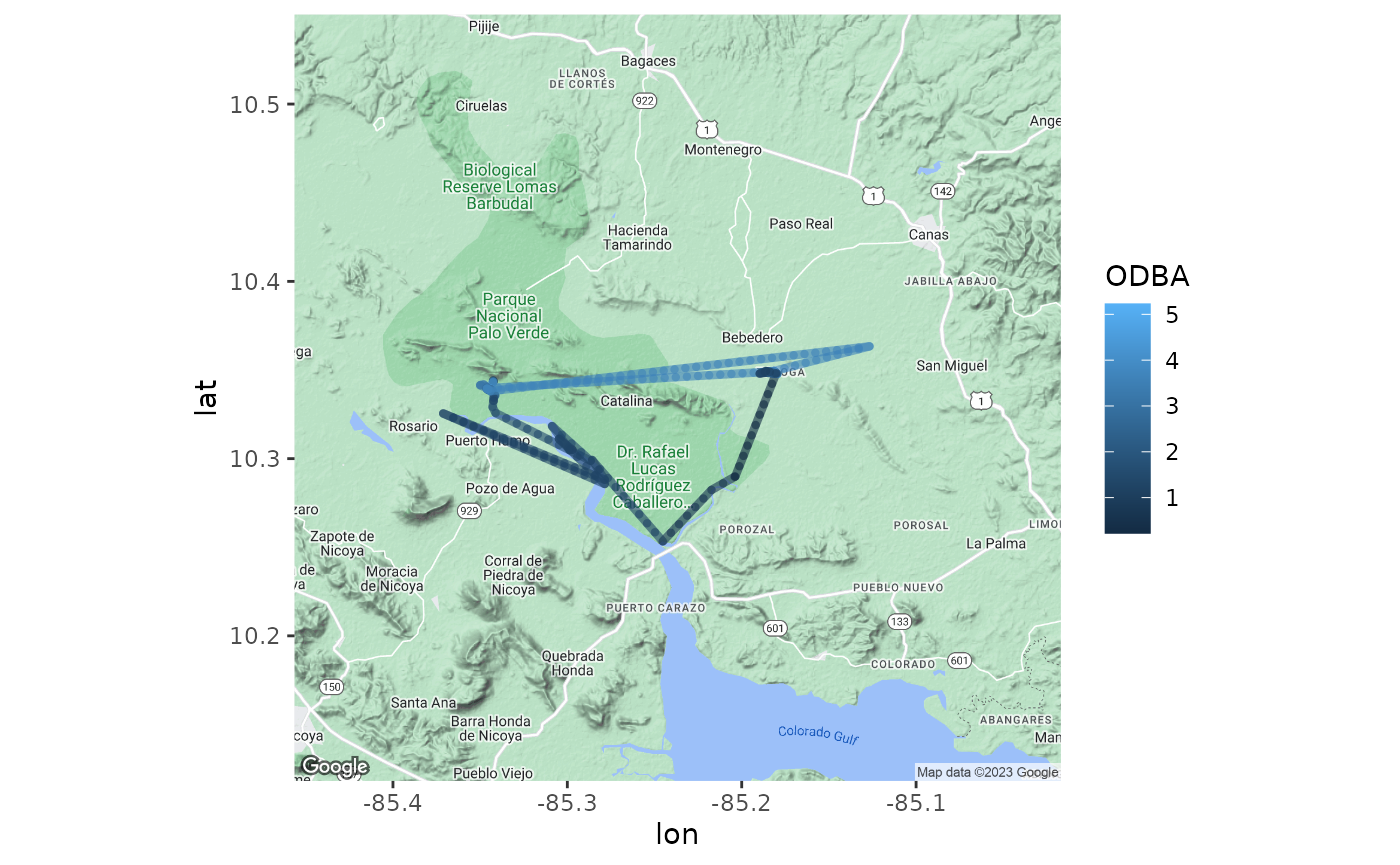 Pijije
Bagaces
LLANOS
DE CORTÉS
922
Ciruelas
10.5
1
Ange
Montenegro
Biological
Reserve Lomas
Barbudal
1
142
Paso Real
Hacienda
Tamarindo
Canas
10.4
JABILLA ABAJO
Parque
Nacional
Palo Verde
Bebedero
ega
San Miguel
OGA
Catalina
1
Rosario
Puerto Humo
10.3
Dr. Rafael
Lucas
Rodríguez
Caballero...
Pozo de Agua
929
zaro
POROZAL
POROSAL
LIMO
Zapote de
Nicoya
La Palma
Corral de
Piedra de
Nicoya
de
va
Moracia
de Nicoya
PUEBLO NUEVO
PUERTO CARAZO
10.2
601
133
Quebrada
Honda
COLORADO
601
150
Santa Ana
Barra Honda
de Nicoya
ABANGARES
coya
Colorado Gulf
Man
Google
Pueblo Viejo
Map data ©2023 Google
me
-85.4
-85.3
-85.2
-85.1
lon
lat
ODBA
5
4
3
2
1